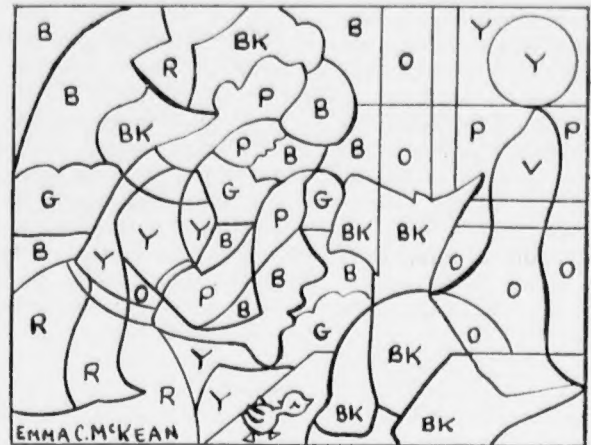 B R BK B O Y Y
B P B
BK P B B O P P
V
G G P G
Y Y Y B BK BK
B O B B O O O
R P B G O
R R Y Y BK BK BK
EMMA C. McKEAN